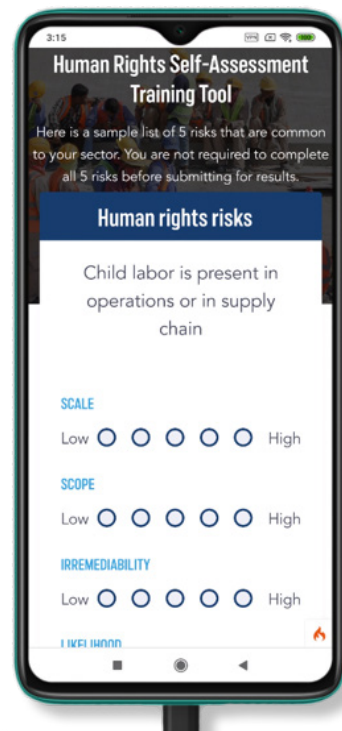 3:15
Human Rights Self-Assessment
Training Tool
Here is a sample list of 5 risks that are common
to your sector. You are not required to complete
all 5 risks before submitting for results.
Human rights risks
Child labor is present in
operations or in supply
chain
SCALE
Low High
SCOPE
Low High
IRREMEDIABILITY
Low High
LIKELIHOOD